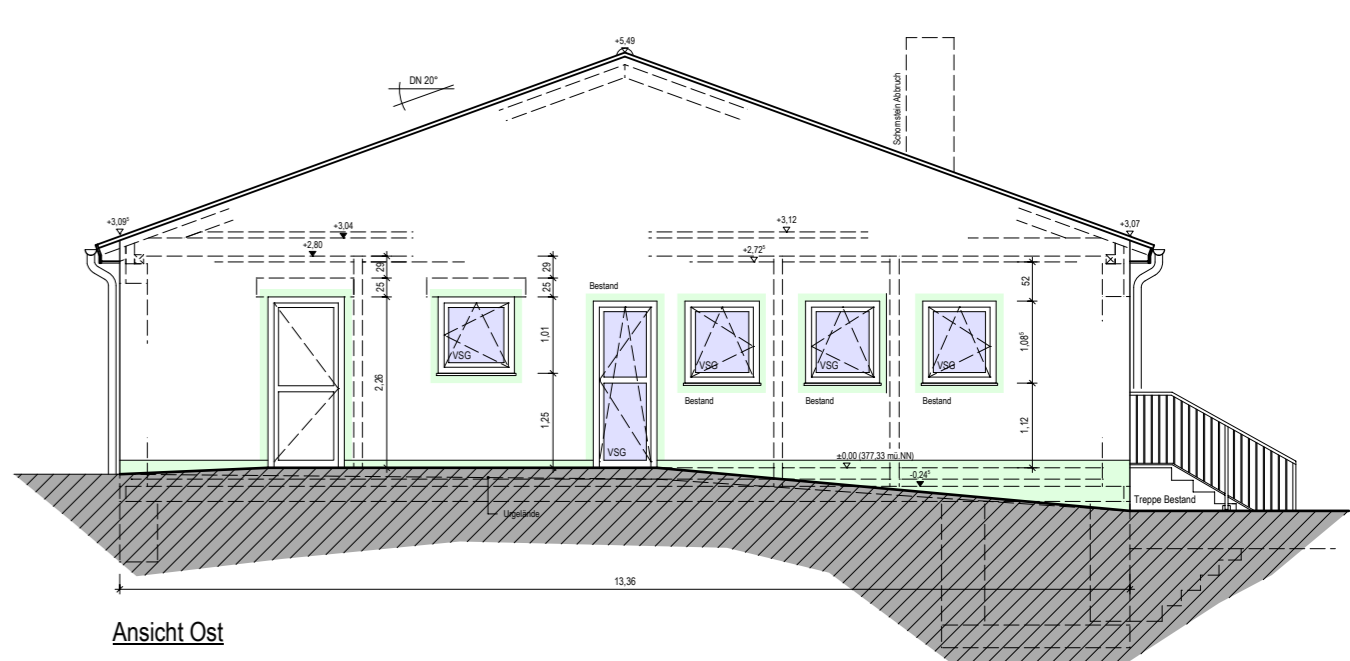 +5,49
DN 20°
Schornstein Abbruch
+3,09⁵
+3,04
+3,12
+3,07
+2,80
+2,72⁵
29
29
52
25
25
Bestand
1,01
1,08⁵
VSG
VSG
VSG
VSG
2,26
Bestand
Bestand
Bestand
1,25
1,12
VSG
±0,00 (377,33 mü.NN)
-0,24⁵
Treppe Bestand
Urgelände
13,36
Ansicht Ost